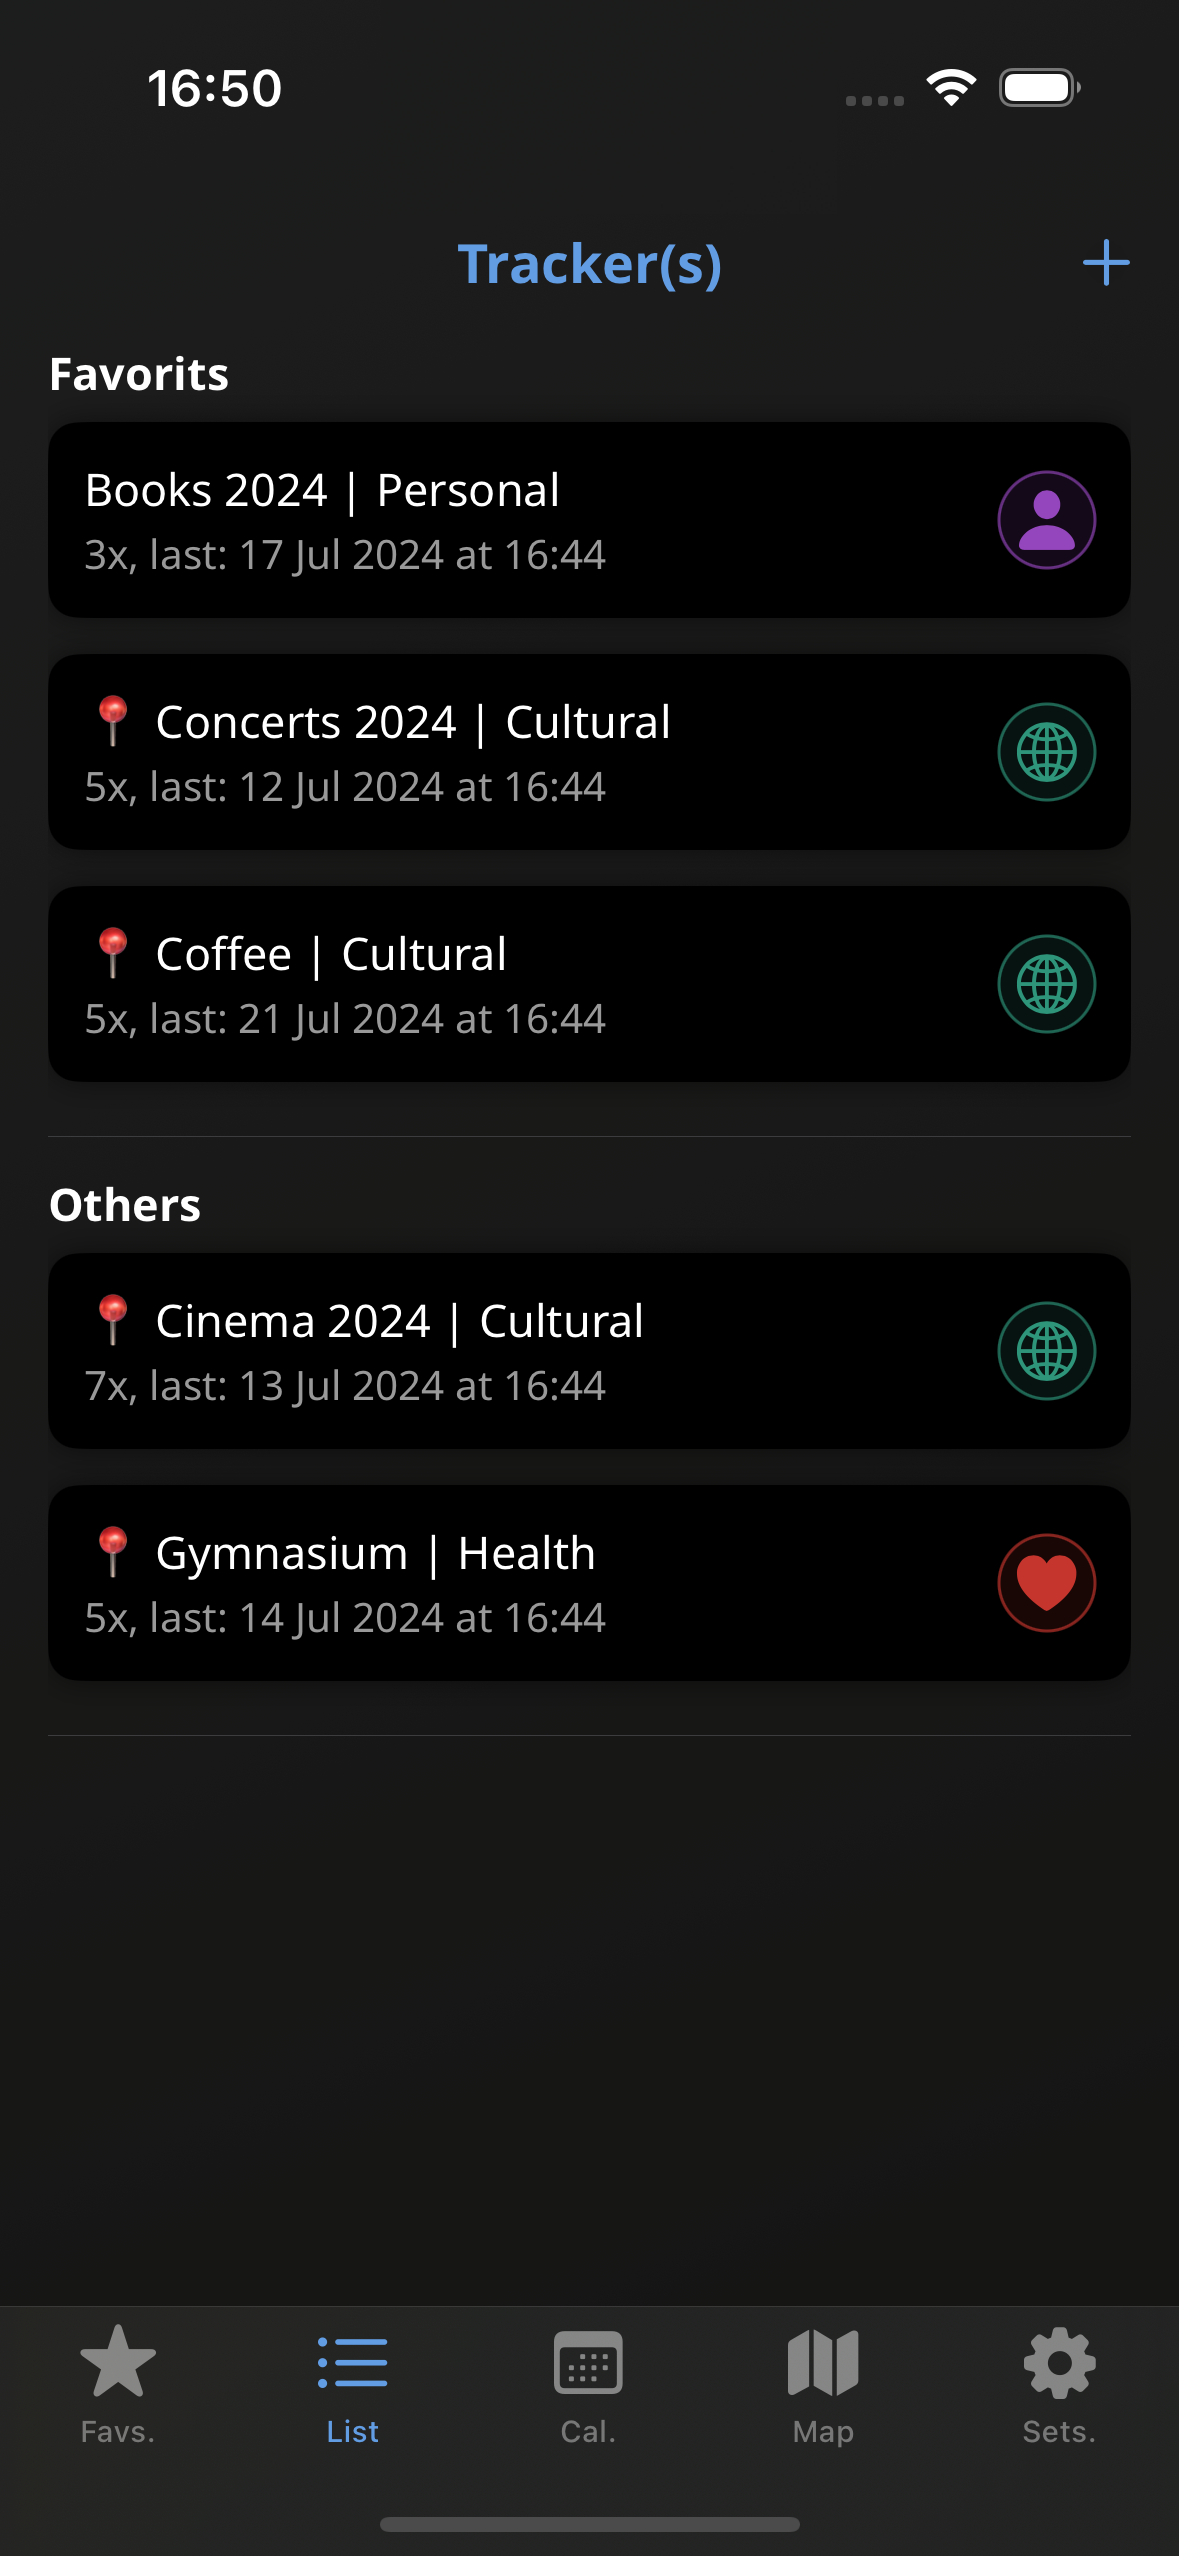 16:50
Tracker(s)
Favorits
Books 2024 | Personal
3x, last: 17 Jul 2024 at 16:44
Concerts 2024 | Cultural
5x, last: 12 Jul 2024 at 16:44
Coffee | Cultural
5x, last: 21 Jul 2024 at 16:44
Others
Cinema 2024 | Cultural
7x, last: 13 Jul 2024 at 16:44
Gymnasium | Health
5x, last: 14 Jul 2024 at 16:44
Favs. List Cal. Map Sets.